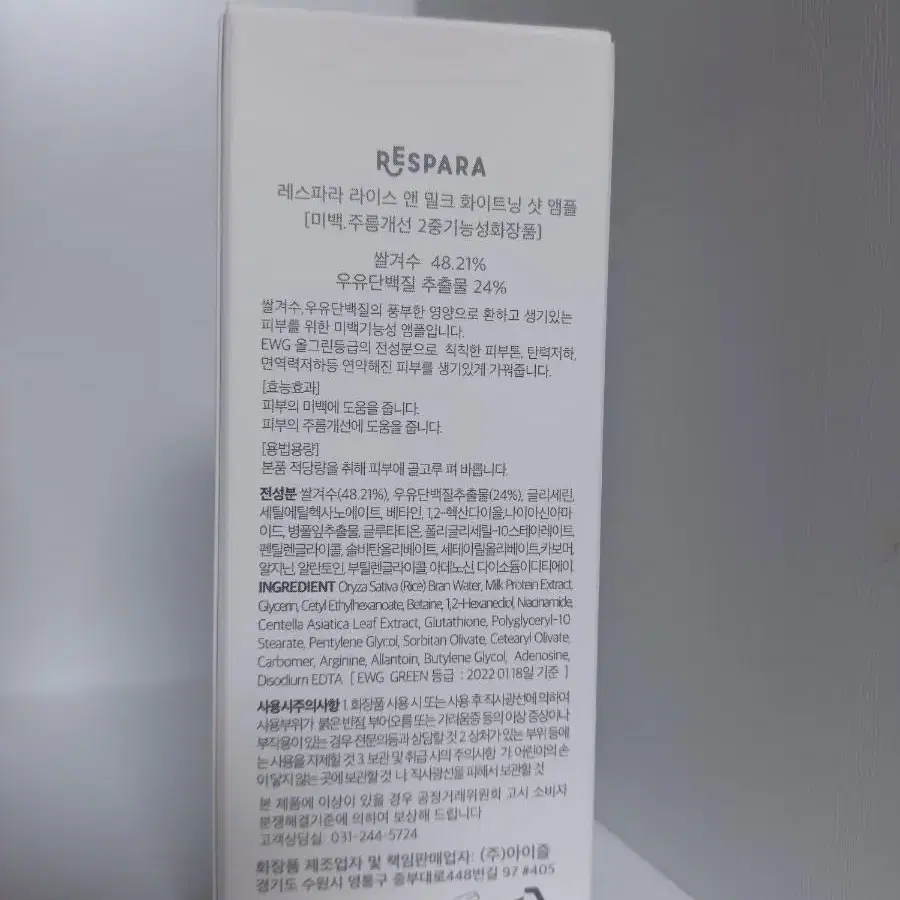 RESPARA
레스파라 라이스 앤 밀크 화이트닝 샷 앰플
[미백.주름개선 2중기능성화장품]
쌀겨수 48.21%
우유단백질 추출물 24%
쌀겨수,우유단백질의 풍부한 영양으로 환하고 생기있는
피부를 위한 미백기능성 앰플입니다.
EWG 올그린등급의 전성분으로 칙칙한 피부톤, 탄력저하,
면역력저하등 연약해진 피부를 생기있게 가꿔줍니다.
[효능효과]
피부의 미백에 도움을 줍니다.
피부의 주름개선에 도움을 줍니다.
[용법용량]
본품 적당량을 취해 피부에 골고루 펴 바릅니다.
전성분 쌀겨수(48.21%), 우유단백질추출물(24%), 글리세린,
세틸에틸헥사노에이트, 베타인, 1,2-헥산다이올,나이아신아마
이드, 병풀잎추출물, 글루타티온, 폴리글리세릴-10스테아레이트,
펜틸렌글라이콜, 솔비탄올리베이트, 세테아릴올리베이트,카보머,
알지닌, 알란토인, 부틸렌글라이콜, 아데노신, 다이소듐이디티에이
INGREDIENT Oryza Sativa (Rice) Bran Water, Milk Protein Extract,
Glycerin, Cetyl Ethylhexanoate, Betaine, 1,2-Hexanediol, Niacinamide,
Centella Asiatica Leaf Extract, Glutathione, Polyglyceryl-10
Stearate, Pentylene Glycol, Sorbitan Olivate, Cetearyl Olivate,
Carbomer, Arginine, Allantoin, Butylene Glycol, Adenosine,
Disodium EDTA [ EWG GREEN 등급 : 2022.01.18일 기준 ]
사용시주의사항 1. 화장품 사용 시 또는 사용 후 직사광선에 의하여
사용부위가 붉은 반점, 부어오름 또는 가려움증 등의 이상 증상이나
부작용이 있는 경우 전문의등과 상담할 것 2. 상처가 있는 부위 등에
는 사용을 자제할 것 3. 보관 및 취급 시의 주의사항 가. 어린이의 손
이 닿지 않는 곳에 보관할 것 나. 직사광선을 피해서 보관할 것
본 제품에 이상이 있을 경우 공정거래위원회 고시 소비자
분쟁해결기준에 의하여 보상해 드립니다
고객상담실: 031-244-5724
화장품 제조업자 및 책임판매업자: (주)아이쥴
경기도 수원시 영통구 중부대로448번길 97 #405